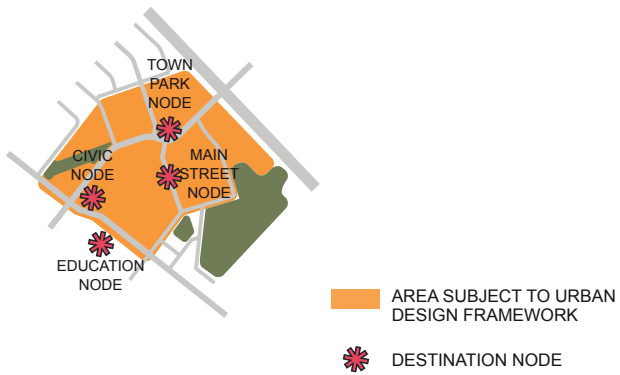 TOWN
PARK
NODE
CIVIC
NODE
MAIN
STREET
NODE
EDUCATION
NODE
AREA SUBJECT TO URBAN
DESIGN FRAMEWORK
DESTINATION NODE